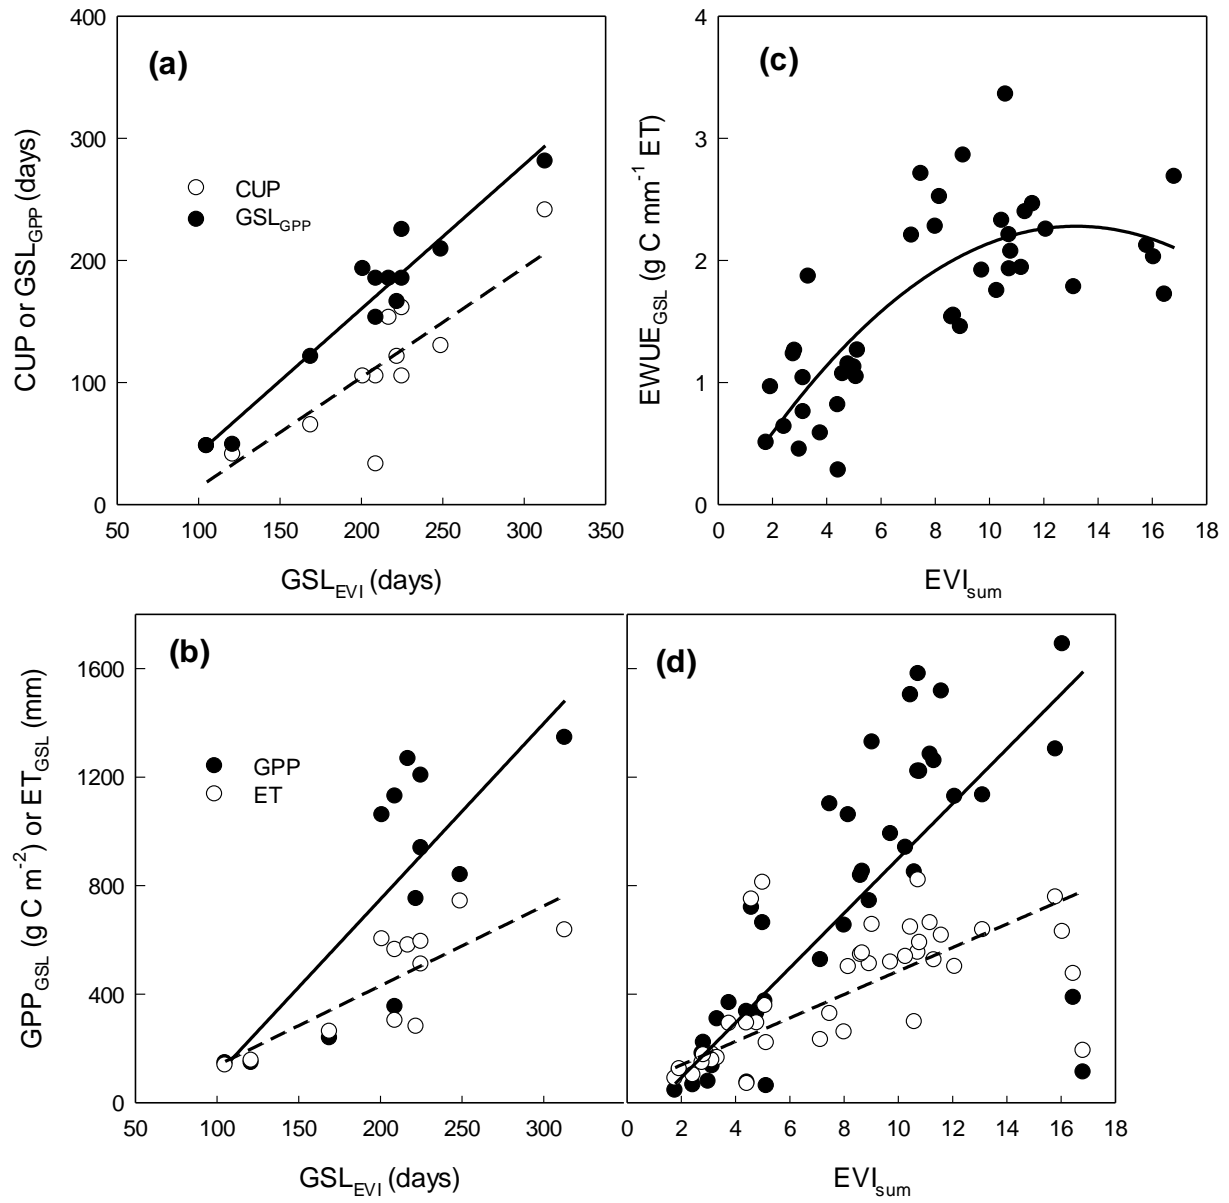 (a)
CUP or GSL_GPP (days)
400
300
200
100
0
CUP
GSL_GPP
50 100 150 200 250 300 350
GSL_EVI (days)
(c)
EWUE_GSL (g C mm^-1 ET)
4
3
2
1
0
0 2 4 6 8 10 12 14 16 18
EVI_sum
(b)
GPP_GSL (g C m^-2) or ET_GSL (mm)
1600
1200
800
400
0
GPP
ET
50 100 150 200 250 300
GSL_EVI (days)
(d)
0 2 4 6 8 10 12 14 16 18
EVI_sum